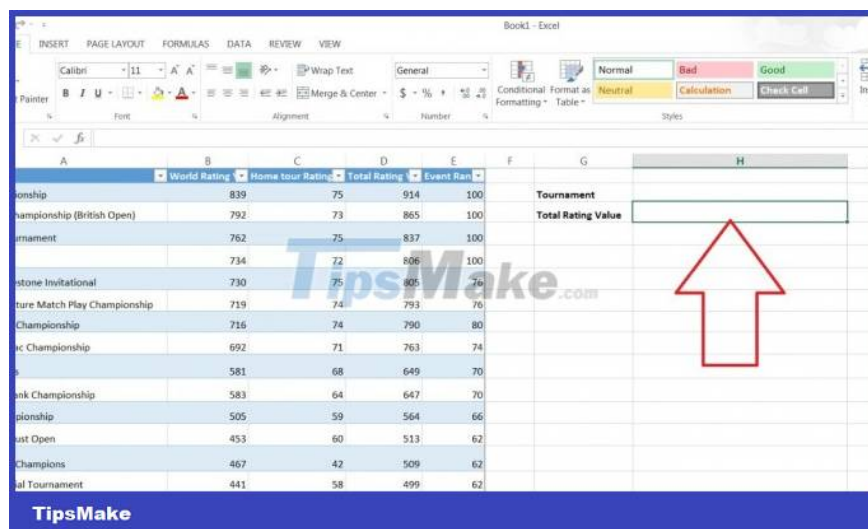 Book1 - Excel
INSERT PAGE LAYOUT FORMULAS DATA REVIEW VIEW
Calibri 11 A A Wrap Text General Normal Bad Good
Painter B I U A Merge & Center $ % Conditional Formatting Format as Table Neutral Calculation Check Cell In
Font Alignment Number Styles
fx
A B C D E F G H
World Rating Home tour Rating Total Rating Event Ran
ionship 839 75 914 100 Tournament
hampionship (British Open) 792 73 865 100 Total Rating Value
urnament 762 75 837 100
734 72 806 100
TipsMake.com
stone Invitational 730 75 805 76
ture Match Play Championship 719 74 793 76
Championship 716 74 790 80
ac Championship 692 71 763 74
s 581 68 649 70
ank Championship 583 64 647 70
pionship 505 59 564 66
ust Open 453 60 513 62
Champions 467 42 509 62
ial Tournament 441 58 499 62
TipsMake